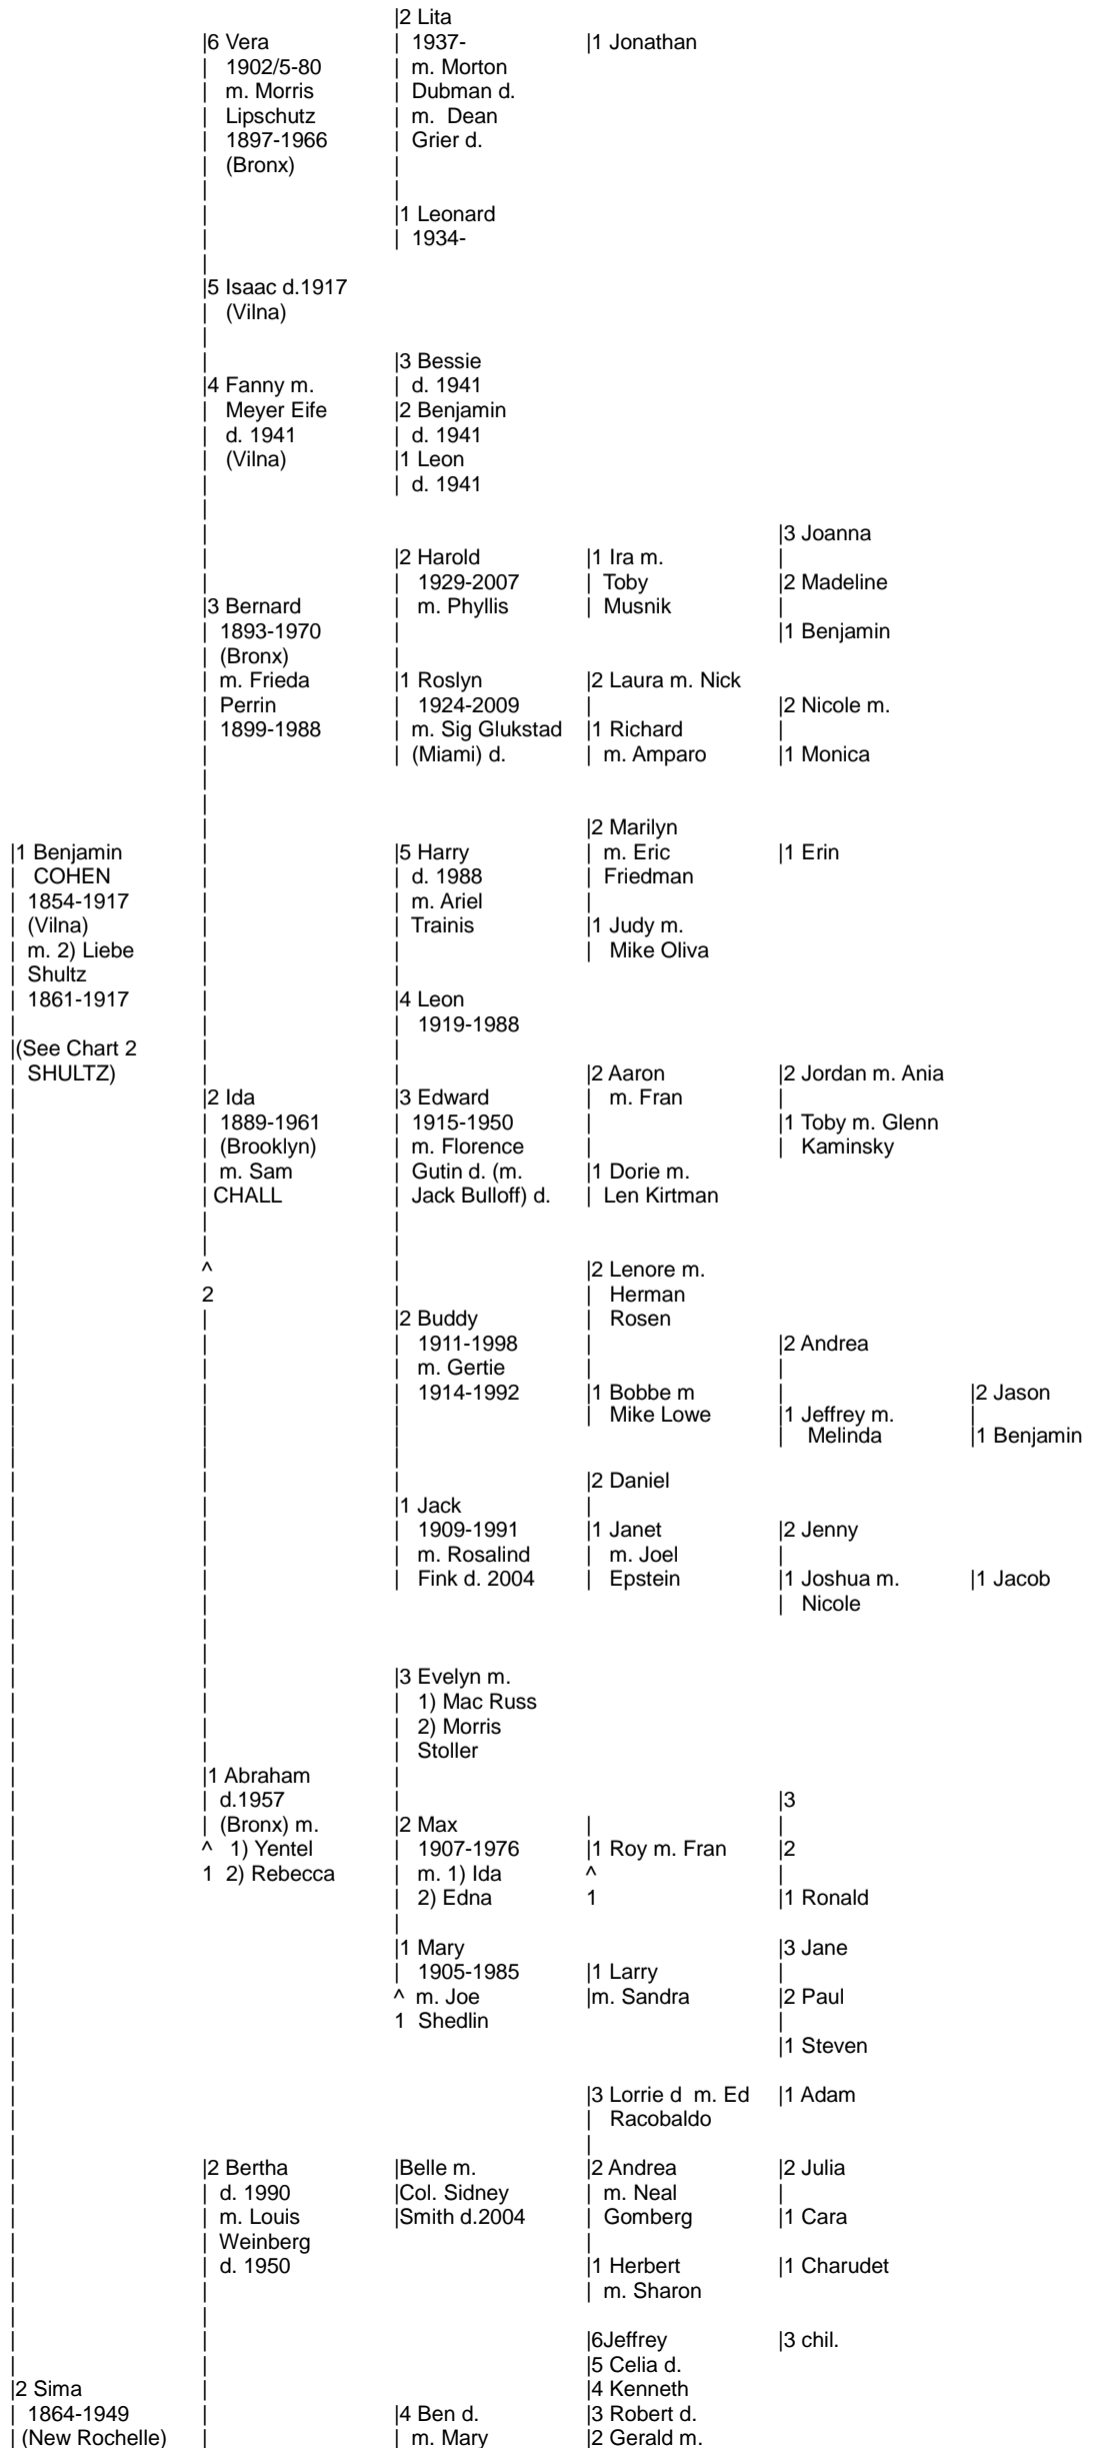 |2 Lita
|6 Vera | 1937- |1 Jonathan
| 1902/5-80 | m. Morton
| m. Morris | Dubman d.
| Lipschutz | m. Dean
| 1897-1966 | Grier d.
| (Bronx) |
| |
| |1 Leonard
| | 1934-
|
|5 Isaac d.1917
| (Vilna)
|
| |3 Bessie
|4 Fanny m. | d. 1941
| Meyer Eife |2 Benjamin
| d. 1941 | d. 1941
| (Vilna) |1 Leon
| | d. 1941
|
| |3 Joanna
| |2 Harold |1 Ira m. |
| | 1929-2007 | Toby |2 Madeline
|3 Bernard | m. Phyllis | Musnik |
| 1893-1970 | |1 Benjamin
| (Bronx) |
| m. Frieda |1 Roslyn |2 Laura m. Nick
| Perrin | 1924-2009 | |2 Nicole m.
| 1899-1988 | m. Sig Glukstad |1 Richard |
| | (Miami) d. | m. Amparo |1 Monica
|
|
| |2 Marilyn
|1 Benjamin | |5 Harry | m. Eric |1 Erin
| COHEN | | d. 1988 | Friedman
| 1854-1917 | | m. Ariel |
| (Vilna) | | Trainis |1 Judy m.
| m. 2) Liebe | | | Mike Oliva
| Shultz | |
| 1861-1917 | |4 Leon
| | | 1919-1988
|(See Chart 2 | |
| SHULTZ) | | |2 Aaron |2 Jordan m. Ania
| |2 Ida |3 Edward | m. Fran |
| | 1889-1961 | 1915-1950 | |1 Toby m. Glenn
| | (Brooklyn) | m. Florence | | Kaminsky
| | m. Sam | Gutin d. (m. |1 Dorie m.
| | CHALL | Jack Bulloff) d. | Len Kirtman
| | |
| | |
| ^ | |2 Lenore m.
| 2 | | Herman
| | |2 Buddy | Rosen
| | | 1911-1998 | |2 Andrea
| | | m. Gertie | |
| | | 1914-1992 |1 Bobbe m | |2 Jason
| | | | Mike Lowe |1 Jeffrey m. |
| | | | Melinda |1 Benjamin
| | |
| | | |2 Daniel
| | |1 Jack |
| | | 1909-1991 |1 Janet |2 Jenny
| | | m. Rosalind | m. Joel |
| | | Fink d. 2004 | Epstein |1 Joshua m. |1 Jacob
| | | Nicole
| |
| |
| | |3 Evelyn m.
| | | 1) Mac Russ
| | | 2) Morris
| | | Stoller
| |1 Abraham |
| | d.1957 | |3
| | (Bronx) m. |2 Max | |
| ^ 1) Yentel | 1907-1976 |1 Roy m. Fran |2
| 1 2) Rebecca | m. 1) Ida ^ |
| | 2) Edna 1 |1 Ronald
| |
| |1 Mary |3 Jane
| | 1905-1985 |1 Larry |
| ^ m. Joe |m. Sandra |2 Paul
| 1 Shedlin |
| |1 Steven
|
| |3 Lorrie d m. Ed |1 Adam
| | Racobaldo
| |
| |2 Bertha |Belle m. |2 Andrea |2 Julia
| | d. 1990 |Col. Sidney | m. Neal |
| | m. Louis |Smith d.2004 | Gomberg |1 Cara
| | Weinberg |
| | d. 1950 |1 Herbert |1 Charudet
| | | m. Sharon
| |
| | |6Jeffrey |3 chil.
| | |5 Celia d.
|2 Sima | |4 Kenneth
| 1864-1949 | |4 Ben d. |3 Robert d.
| (New Rochelle) | | m. Mary |2 Gerald m.